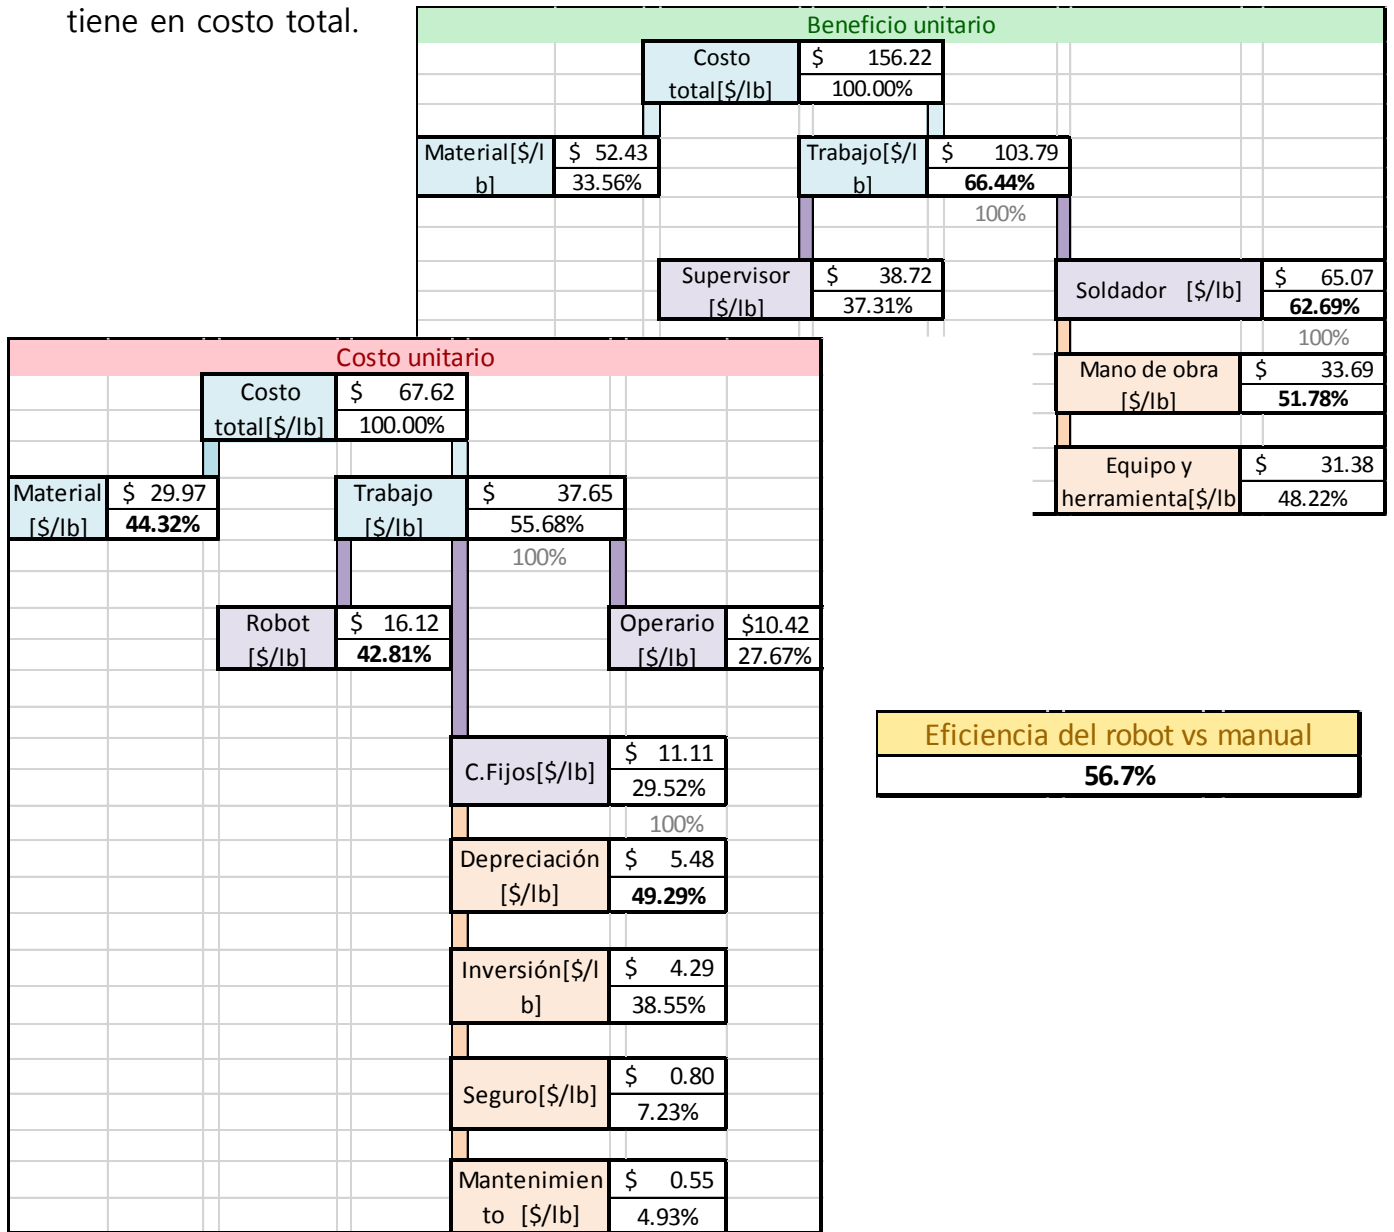 tiene en costo total.
Beneficio unitario
Costo total[$/lb]
$ 156.22
100.00%
Material[$/l b]
$ 52.43
33.56%
Trabajo[$/l b]
$ 103.79
66.44%
100%
Supervisor [$/lb]
$ 38.72
37.31%
Soldador [$/lb]
$ 65.07
62.69%
100%
Mano de obra [$/lb]
$ 33.69
51.78%
Equipo y herramienta[$/lb
$ 31.38
48.22%
Costo unitario
Costo total[$/lb]
$ 67.62
100.00%
Material [$/lb]
$ 29.97
44.32%
Trabajo [$/lb]
$ 37.65
55.68%
100%
Robot [$/lb]
$ 16.12
42.81%
Operario [$/lb]
$10.42
27.67%
C.Fijos[$/lb]
$ 11.11
29.52%
100%
Depreciación [$/lb]
$ 5.48
49.29%
Inversión[$/l b]
$ 4.29
38.55%
Seguro[$/lb]
$ 0.80
7.23%
Mantenimien to [$/lb]
$ 0.55
4.93%
Eficiencia del robot vs manual
56.7%